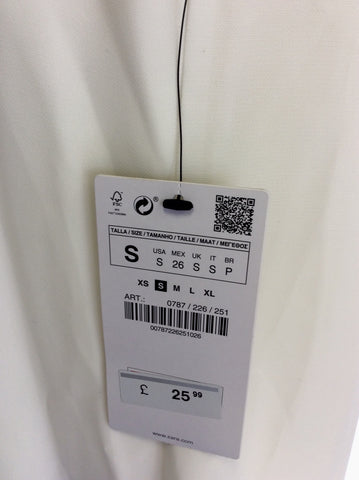 FSC
TALLA / SIZE / TAMANHO / TAILLE / MAAT / ΜΕΓΕΘΟΣ
S
USA MEX UK IT BR
S 26 S S P
XS S M L XL
ART.: 0787 / 226 / 251
00787226251026
£ 25.99
www.zara.com